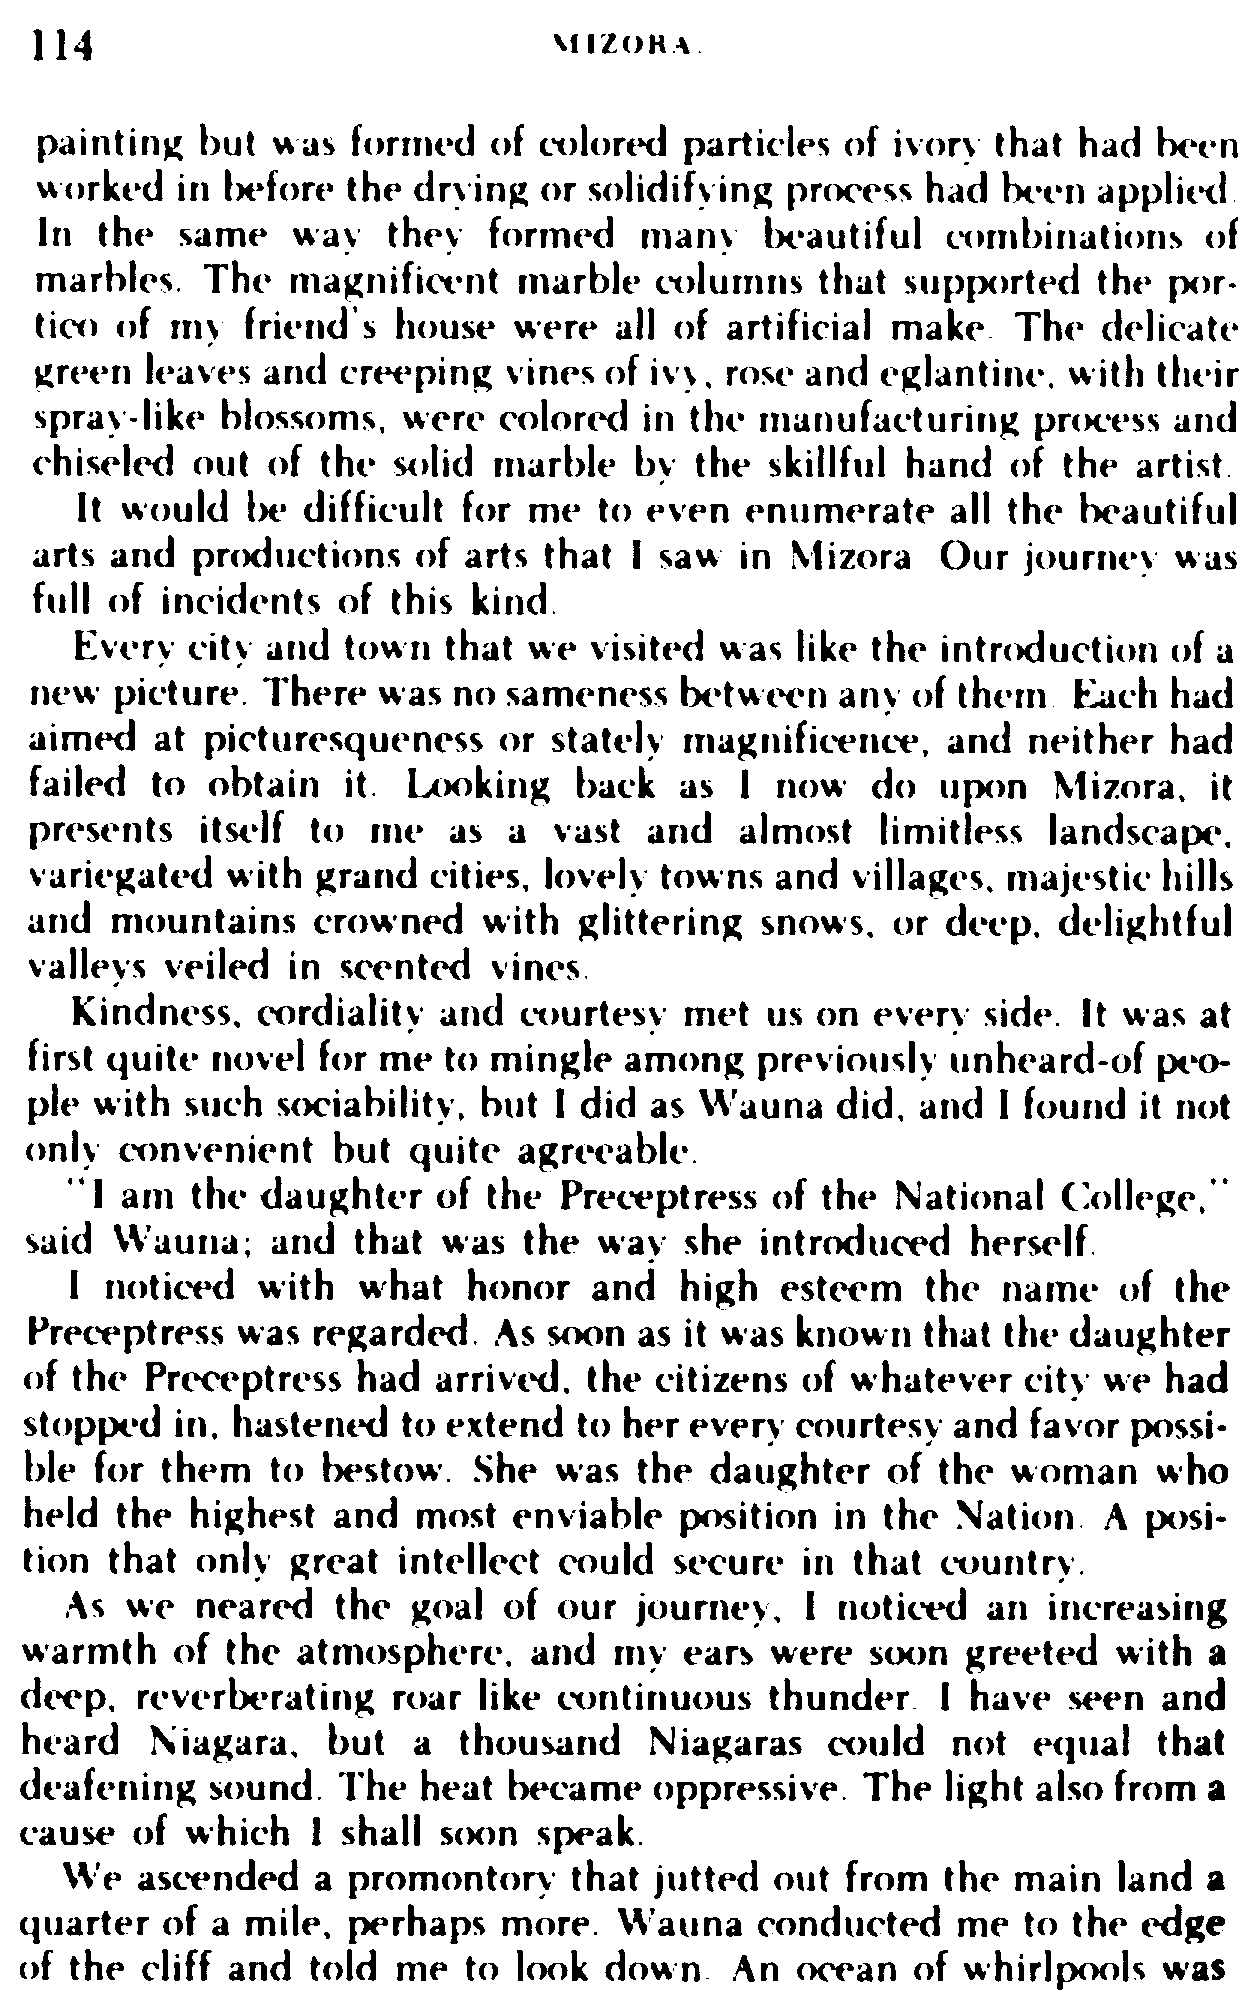 114 MIZORA.
painting but was formed of colored particles of ivory that had been
worked in before the drying or solidifying process had been applied.
In the same way they formed many beautiful combinations of
marbles. The magnificent marble columns that supported the por-
tico of my friend's house were all of artificial make. The delicate
green leaves and creeping vines of ivy, rose and eglantine, with their
spray-like blossoms, were colored in the manufacturing process and
chiseled out of the solid marble by the skillful hand of the artist.
It would be difficult for me to even enumerate all the beautiful
arts and productions of arts that I saw in Mizora Our journey was
full of incidents of this kind.
Every city and town that we visited was like the introduction of a
new picture. There was no sameness between any of them. Each had
aimed at picturesqueness or stately magnificence, and neither had
failed to obtain it. Looking back as I now do upon Mizora, it
presents itself to me as a vast and almost limitless landscape,
variegated with grand cities, lovely towns and villages, majestic hills
and mountains crowned with glittering snows, or deep, delightful
valleys veiled in scented vines.
Kindness, cordiality and courtesy met us on every side. It was at
first quite novel for me to mingle among previously unheard-of peo-
ple with such sociability, but I did as Wauna did, and I found it not
only convenient but quite agreeable.
"I am the daughter of the Preceptress of the National College,"
said Wauna; and that was the way she introduced herself.
I noticed with what honor and high esteem the name of the
Preceptress was regarded. As soon as it was known that the daughter
of the Preceptress had arrived, the citizens of whatever city we had
stopped in, hastened to extend to her every courtesy and favor possi-
ble for them to bestow. She was the daughter of the woman who
held the highest and most enviable position in the Nation. A posi-
tion that only great intellect could secure in that country.
As we neared the goal of our journey, I noticed an increasing
warmth of the atmosphere, and my ears were soon greeted with a
deep, reverberating roar like continuous thunder. I have seen and
heard Niagara, but a thousand Niagaras could not equal that
deafening sound. The heat became oppressive. The light also from a
cause of which I shall soon speak.
We ascended a promontory that jutted out from the main land a
quarter of a mile, perhaps more. Wauna conducted me to the edge
of the cliff and told me to look down. An ocean of whirlpools was